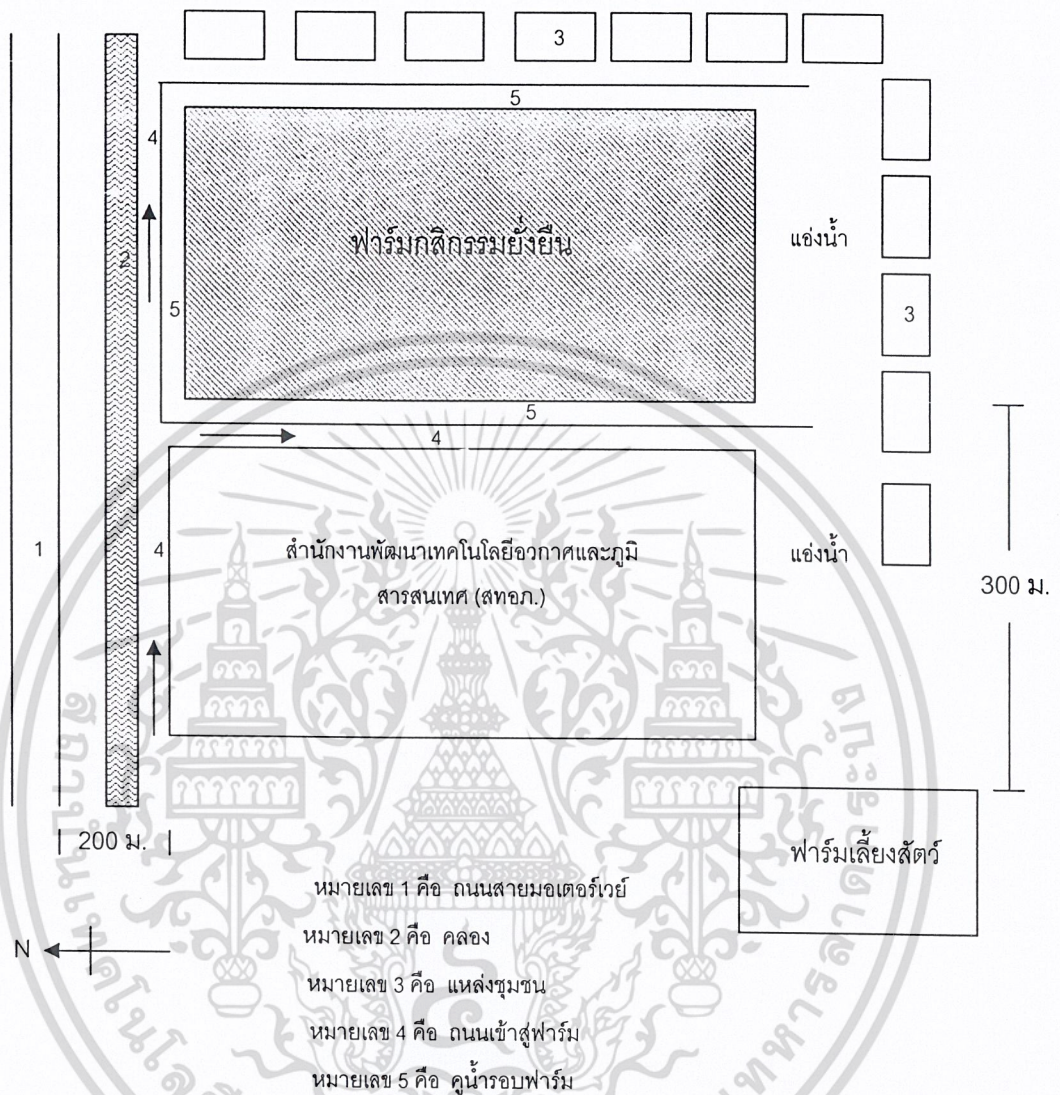 3
5
4
2
ฟาร์มกสิกรรมยั่งยืน
แอ่งน้ำ
5
3
5
4
1
4
สำนักงานพัฒนาเทคโนโลยีอวกาศและภูมิ
สารสนเทศ (สทอภ.)
แอ่งน้ำ
300 ม.
200 ม.
ฟาร์มเลี้ยงสัตว์
หมายเลข 1 คือ ถนนสายมอเตอร์เวย์
N
หมายเลข 2 คือ คลอง
หมายเลข 3 คือ แหล่งชุมชน
หมายเลข 4 คือ ถนนเข้าสู่ฟาร์ม
หมายเลข 5 คือ คูน้ำรอบฟาร์ม